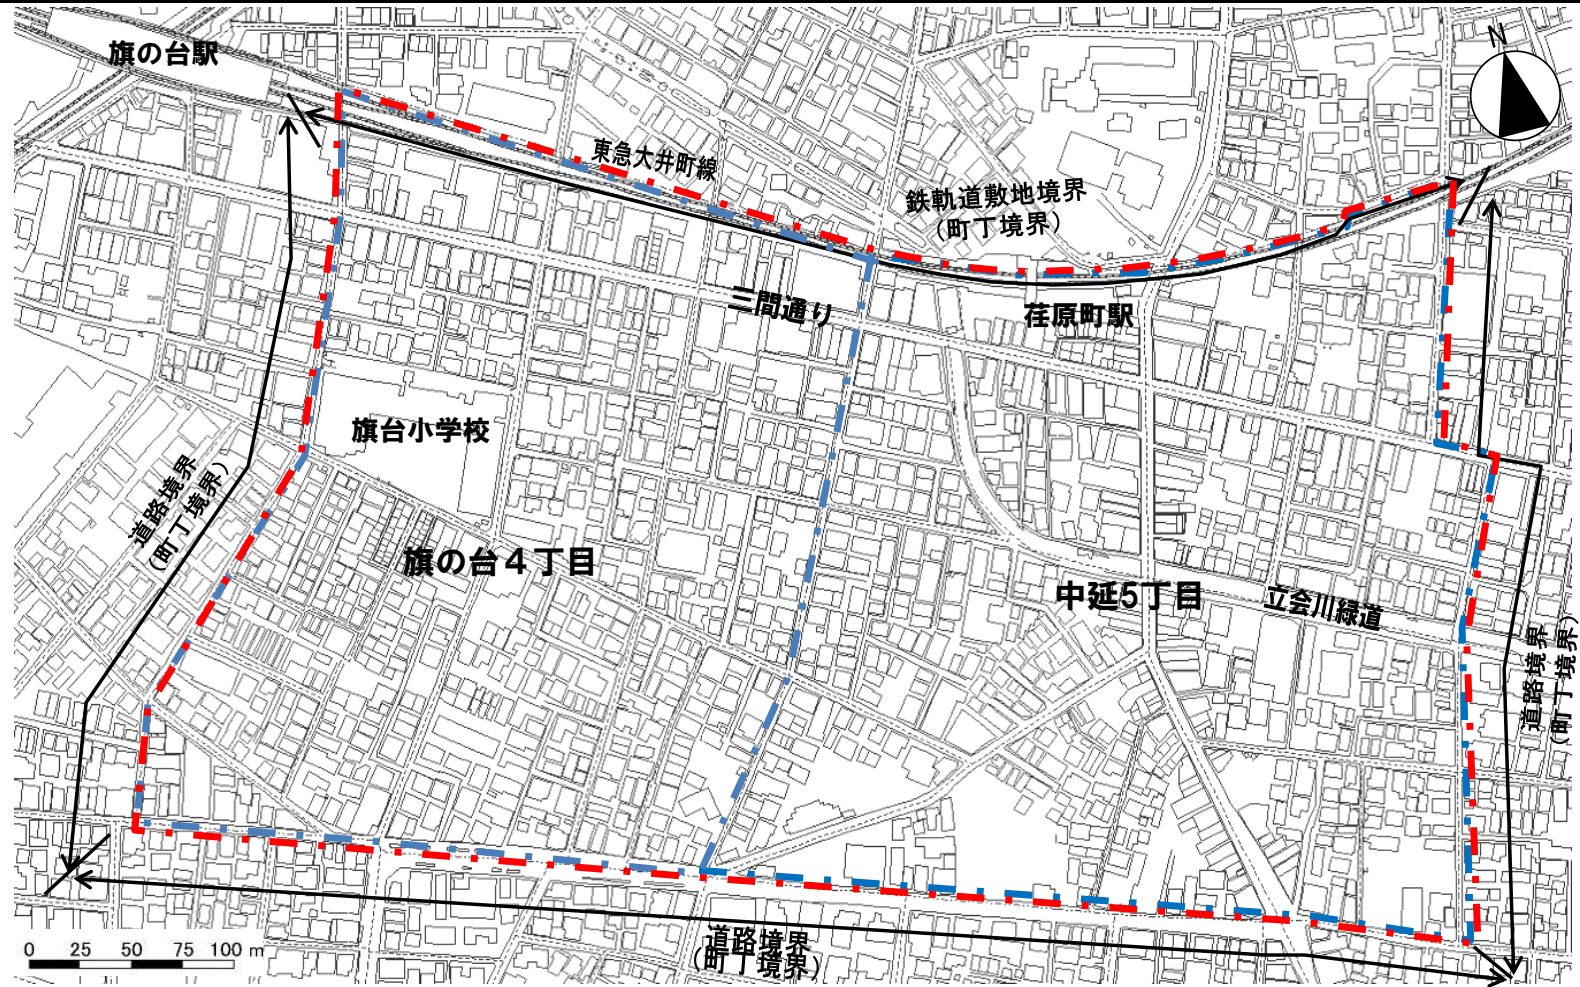 旗の台駅
N
東急大井町線
鉄軌道敷地境界
(町丁境界)
三間通り
荏原町駅
旗台小学校
道路境界
(町丁境界)
旗の台4丁目
中延5丁目
立会川緑道
道路境界
(町丁境界)
道路境界
(町丁境界)
0 25 50 75 100 m